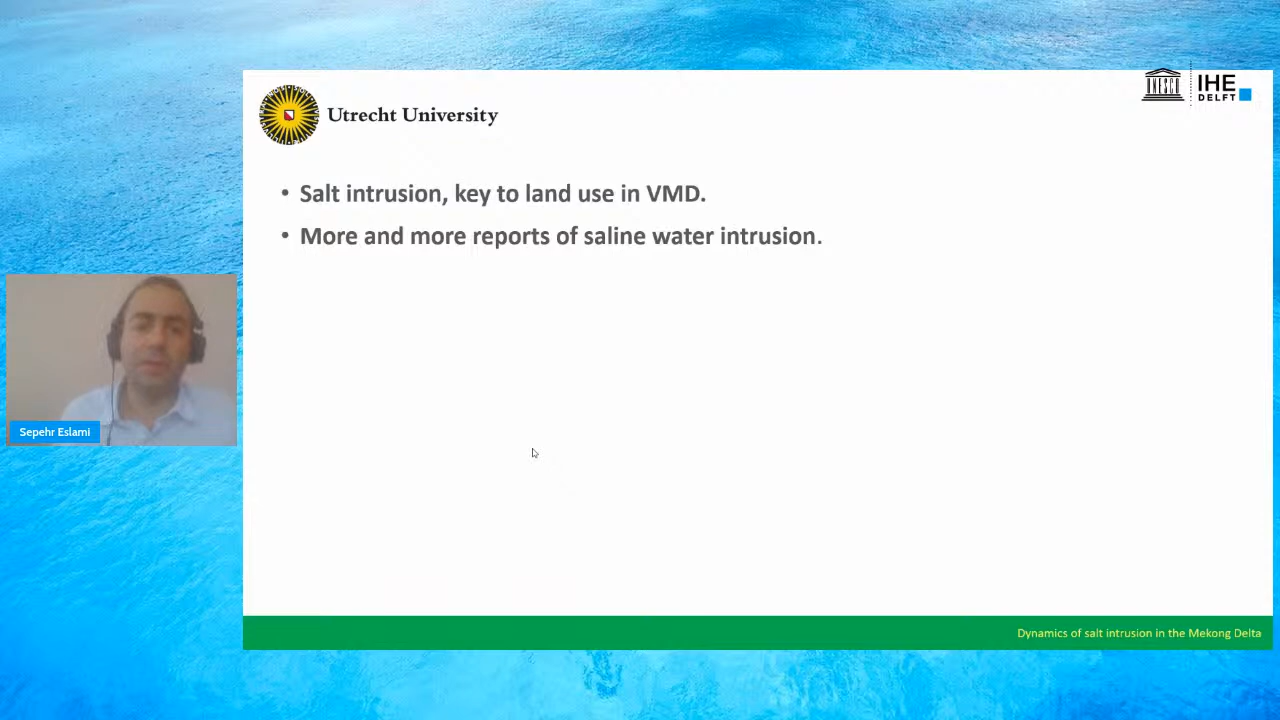 UNESCO
IHE
DELFT
Utrecht University
• Salt intrusion, key to land use in VMD.
• More and more reports of saline water intrusion.
Sepehr Eslami
Dynamics of salt intrusion in the Mekong Delta